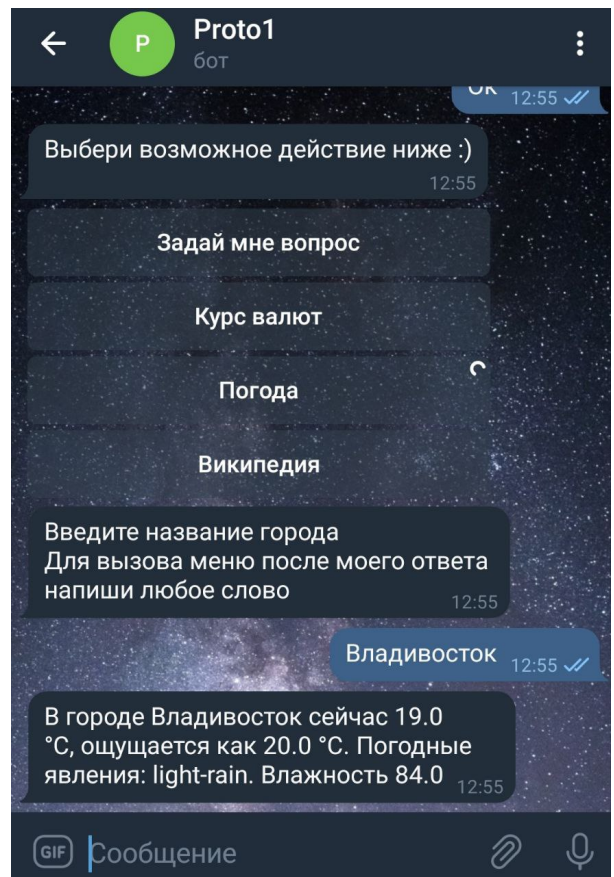 Proto1
P
бот
ок 12:55
Выбери возможное действие ниже :)
12:55
Задай мне вопрос
Курс валют
Погода
Википедия
Введите название города
Для вызова меню после моего ответа
напиши любое слово
12:55
Владивосток 12:55
В городе Владивосток сейчас 19.0
°C, ощущается как 20.0 °C. Погодные
явления: light-rain. Влажность 84.0 12:55
GIF Сообщение